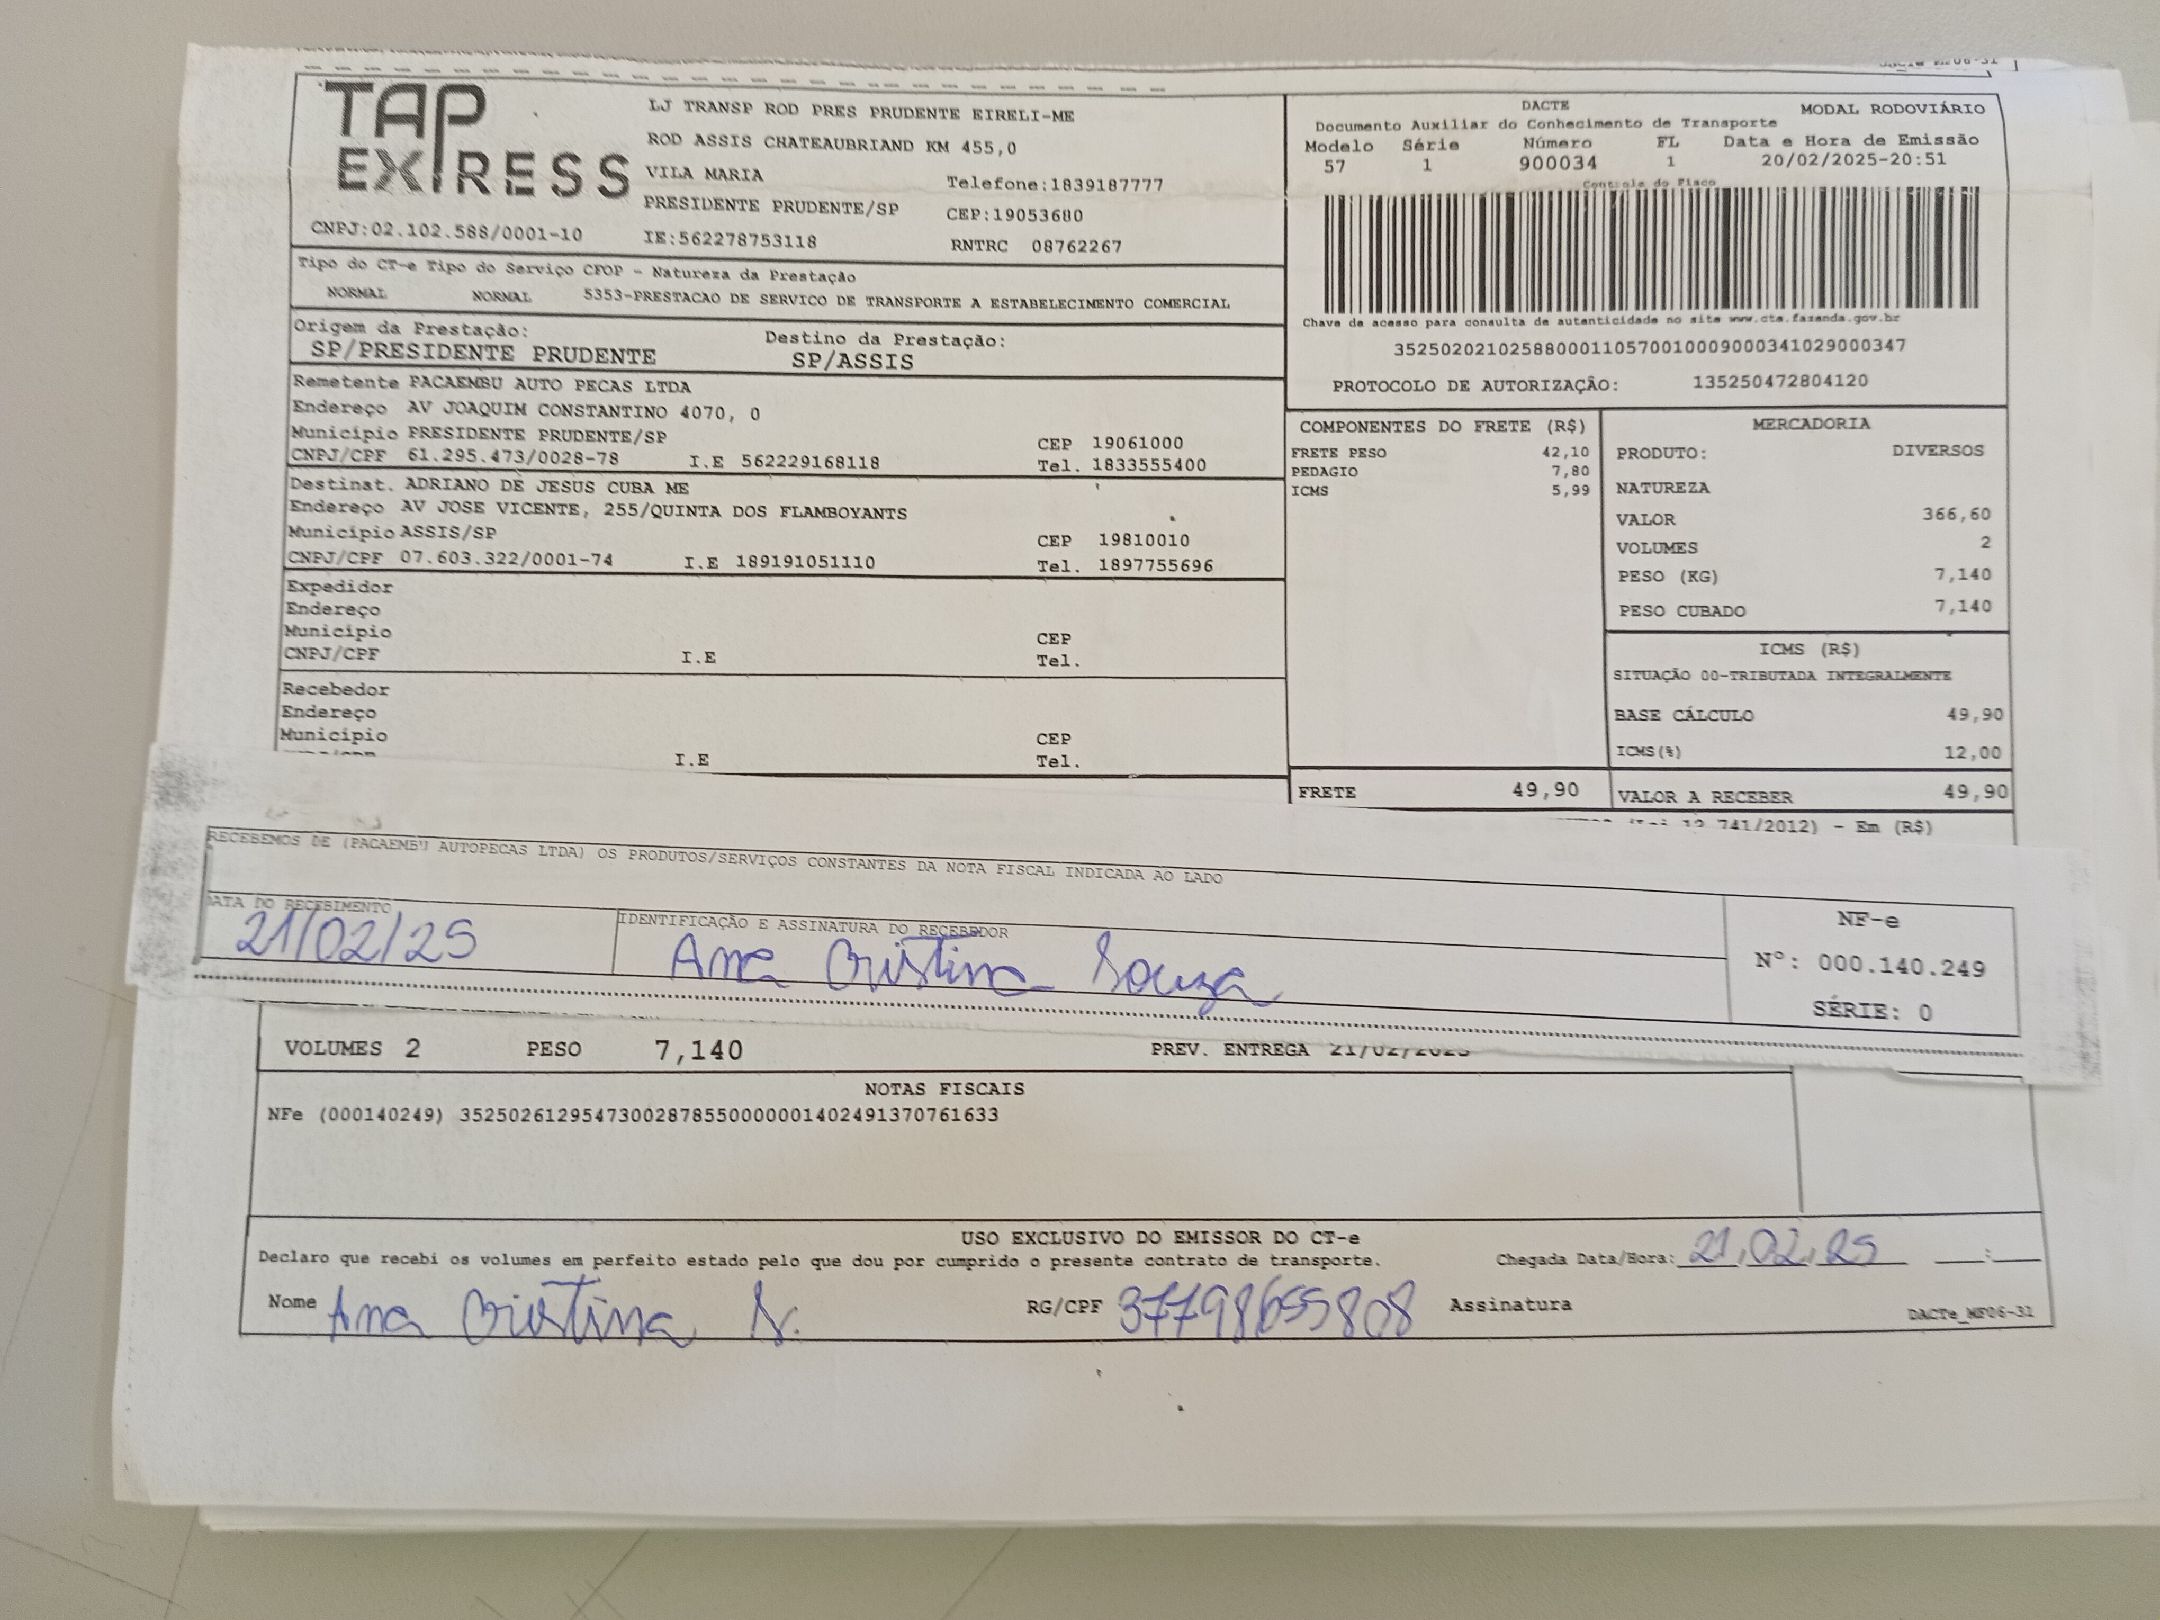 TAP EXPRESS
LJ TRANSP ROD PRES PRUDENTE EIRELI-ME
ROD ASSIS CHATEAUBRIAND KM 455,0
VILA MARIA Telefone:1839187777
PRESIDENTE PRUDENTE/SP CEP:19053680
CNPJ:02.102.588/0001-10 IE:562278753118 RNTRC 08762267
DACTE MODAL RODOVIÁRIO
Documento Auxiliar do Conhecimento de Transporte
Modelo Série Número FL Data e Hora de Emissão
57 1 900034 1 20/02/2025-20:51
Controle do Fisco
Chave de acesso para consulta de autenticidade no site www.cte.fazenda.gov.br
35250202102588000110570010009000341029000347
PROTOCOLO DE AUTORIZAÇÃO: 135250472804120
Tipo do CT-e Tipo do Serviço CFOP - Natureza da Prestação
NORMAL NORMAL 5353-PRESTACAO DE SERVICO DE TRANSPORTE A ESTABELECIMENTO COMERCIAL
Origem da Prestação: Destino da Prestação:
SP/PRESIDENTE PRUDENTE SP/ASSIS
Remetente PACAEMBU AUTO PECAS LTDA
Endereço AV JOAQUIM CONSTANTINO 4070, 0
Município PRESIDENTE PRUDENTE/SP CEP 19061000
CNPJ/CPF 61.295.473/0028-78 I.E 562229168118 Tel. 1833555400
Destinat. ADRIANO DE JESUS CUBA ME
Endereço AV JOSE VICENTE, 255/QUINTA DOS FLAMBOYANTS
Município ASSIS/SP CEP 19810010
CNPJ/CPF 07.603.322/0001-74 I.E 189191051110 Tel. 1897755696
Expedidor
Endereço
Município CEP
CNPJ/CPF I.E Tel.
Recebedor
Endereço
Município CEP
I.E Tel.
COMPONENTES DO FRETE (R$)
FRETE PESO 42,10
PEDAGIO 7,80
ICMS 5,99
FRETE 49,90
MERCADORIA
PRODUTO: DIVERSOS
NATUREZA
VALOR 366,60
VOLUMES 2
PESO (KG) 7,140
PESO CUBADO 7,140
ICMS (R$)
SITUAÇÃO 00-TRIBUTADA INTEGRALMENTE
BASE CÁLCULO 49,90
ICMS(%) 12,00
VALOR A RECEBER 49,90
12 741/2012) - Em (R$)
RECEBEMOS DE (PACAEMBU AUTOPECAS LTDA) OS PRODUTOS/SERVIÇOS CONSTANTES DA NOTA FISCAL INDICADA AO LADO
DATA DO RECEBIMENTO IDENTIFICAÇÃO E ASSINATURA DO RECEBEDOR
21/02/25 Ana Cristina Souza
NF-e
N°: 000.140.249
SÉRIE: 0
VOLUMES 2 PESO 7,140 PREV. ENTREGA 21/02/2025
NOTAS FISCAIS
NFe (000140249) 35250261295473002878550000001402491370761633
USO EXCLUSIVO DO EMISSOR DO CT-e
Declaro que recebi os volumes em perfeito estado pelo que dou por cumprido o presente contrato de transporte. Chegada Data/Hora: 21,02,25 :
Nome Ana Cristina S. RG/CPF 37798655808 Assinatura
DACTe_MF06-31